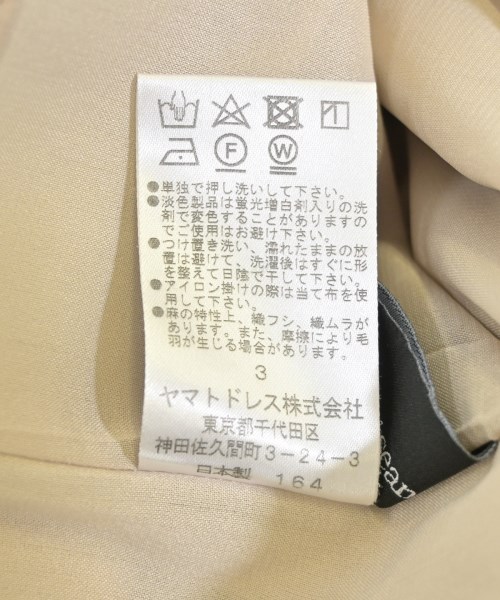 F W
●単独で押し洗いして下さい。
●淡色製品は蛍光増白剤入りの洗
剤で変色することがありますの
でご使用はお避け下さい。
●つけ置き洗い、濡れたままの放
置は避けて、洗濯後はすぐに形
を整えて日陰で干して下さい。
●アイロン掛けの際は当て布を使
用して下さい。
●麻の特性上、織フシ、織ムラが
あります。また、摩擦により毛
羽が生じる場合があります。
3
ヤマトドレス株式会社
東京都千代田区
神田佐久間町3-24-3
日本製 164